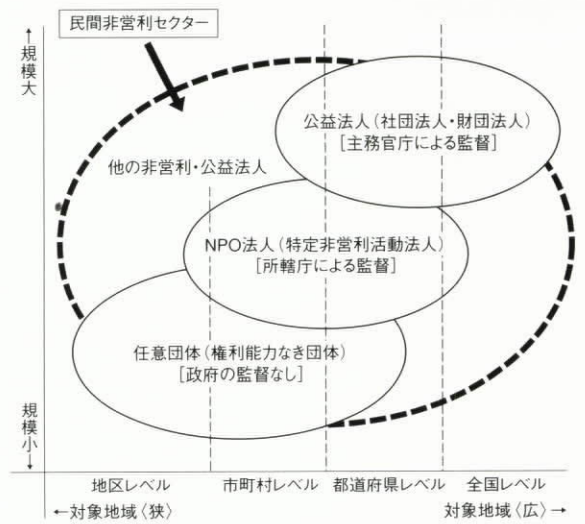 民間非営利セクター
↑
規模大
公益法人(社団法人・財団法人)
[主務官庁による監督]
他の非営利・公益法人
NPO法人(特定非営利活動法人)
[所轄庁による監督]
任意団体(権利能力なき団体)
[政府の監督なし]
規模小
↓
地区レベル 市町村レベル 都道府県レベル 全国レベル
←対象地域〈狭〉 対象地域〈広〉→